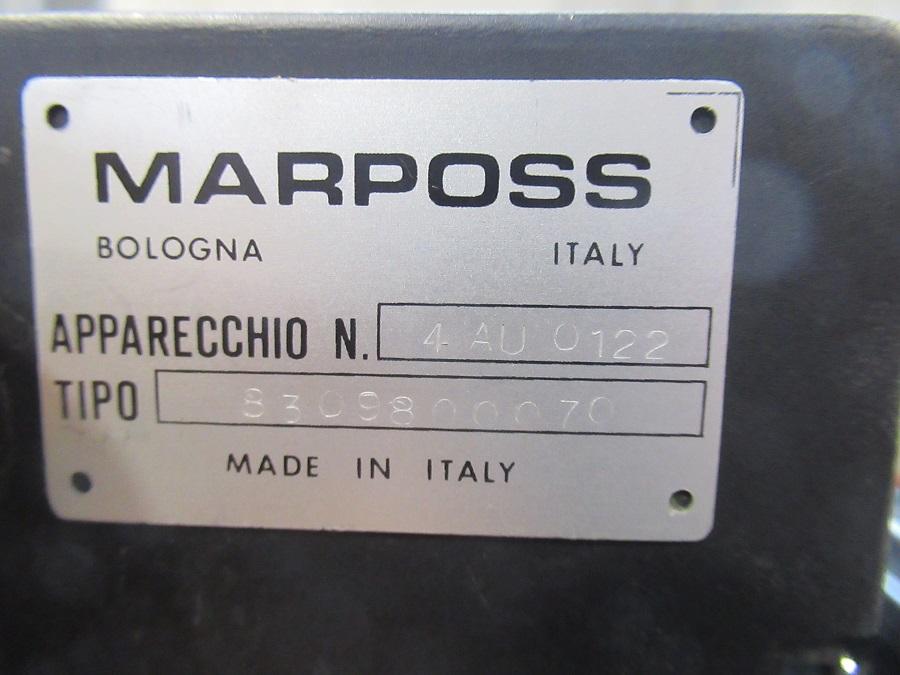 MARPOSS
BOLOGNA ITALY
APPARECCHIO N. 4 AU 0122
TIPO 8309800070
MADE IN ITALY